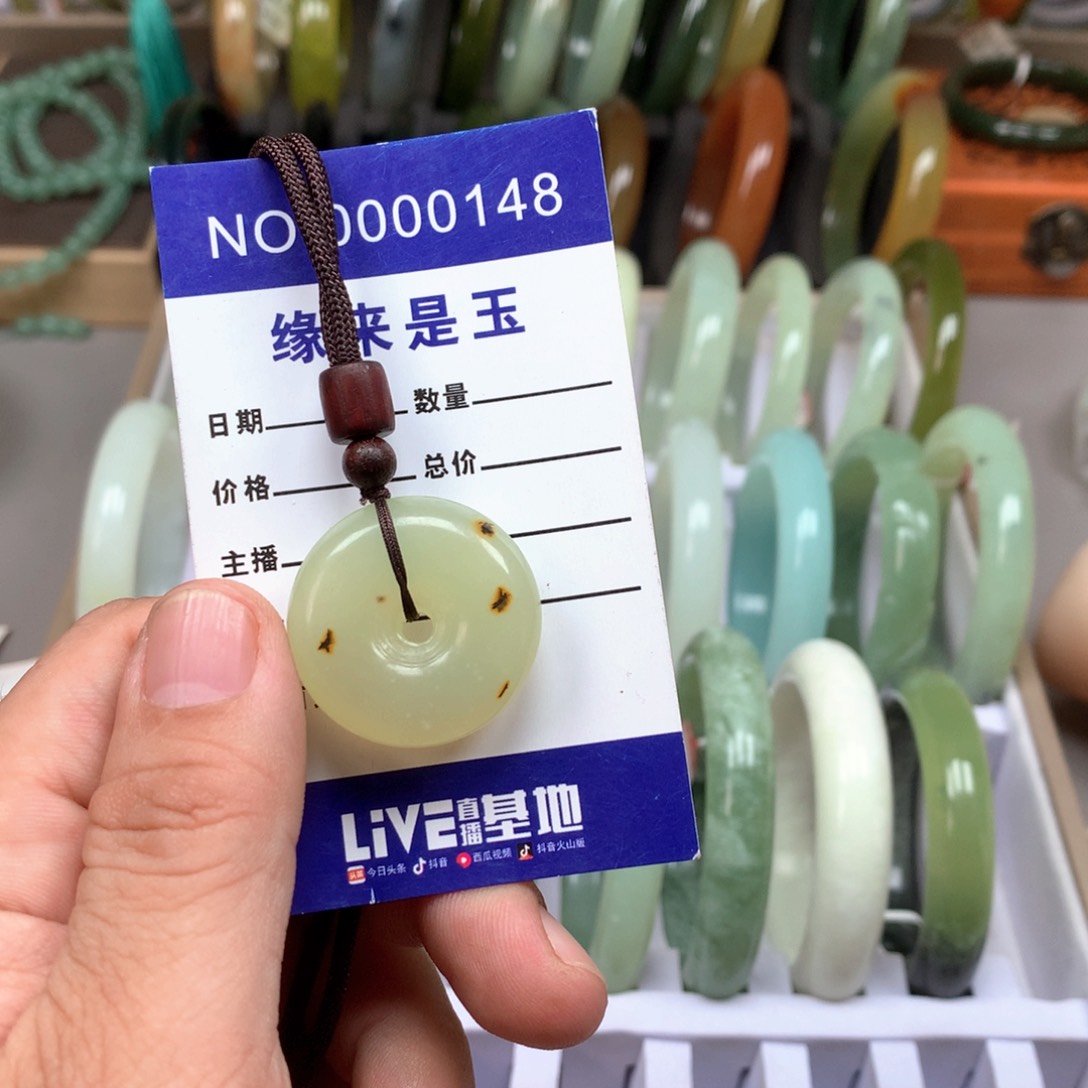 NO 0000148
缘来是玉
日期 数量
价格 总价
主播
LiVE直播基地
头条 今日头条 抖音 西瓜视频 抖音火山版